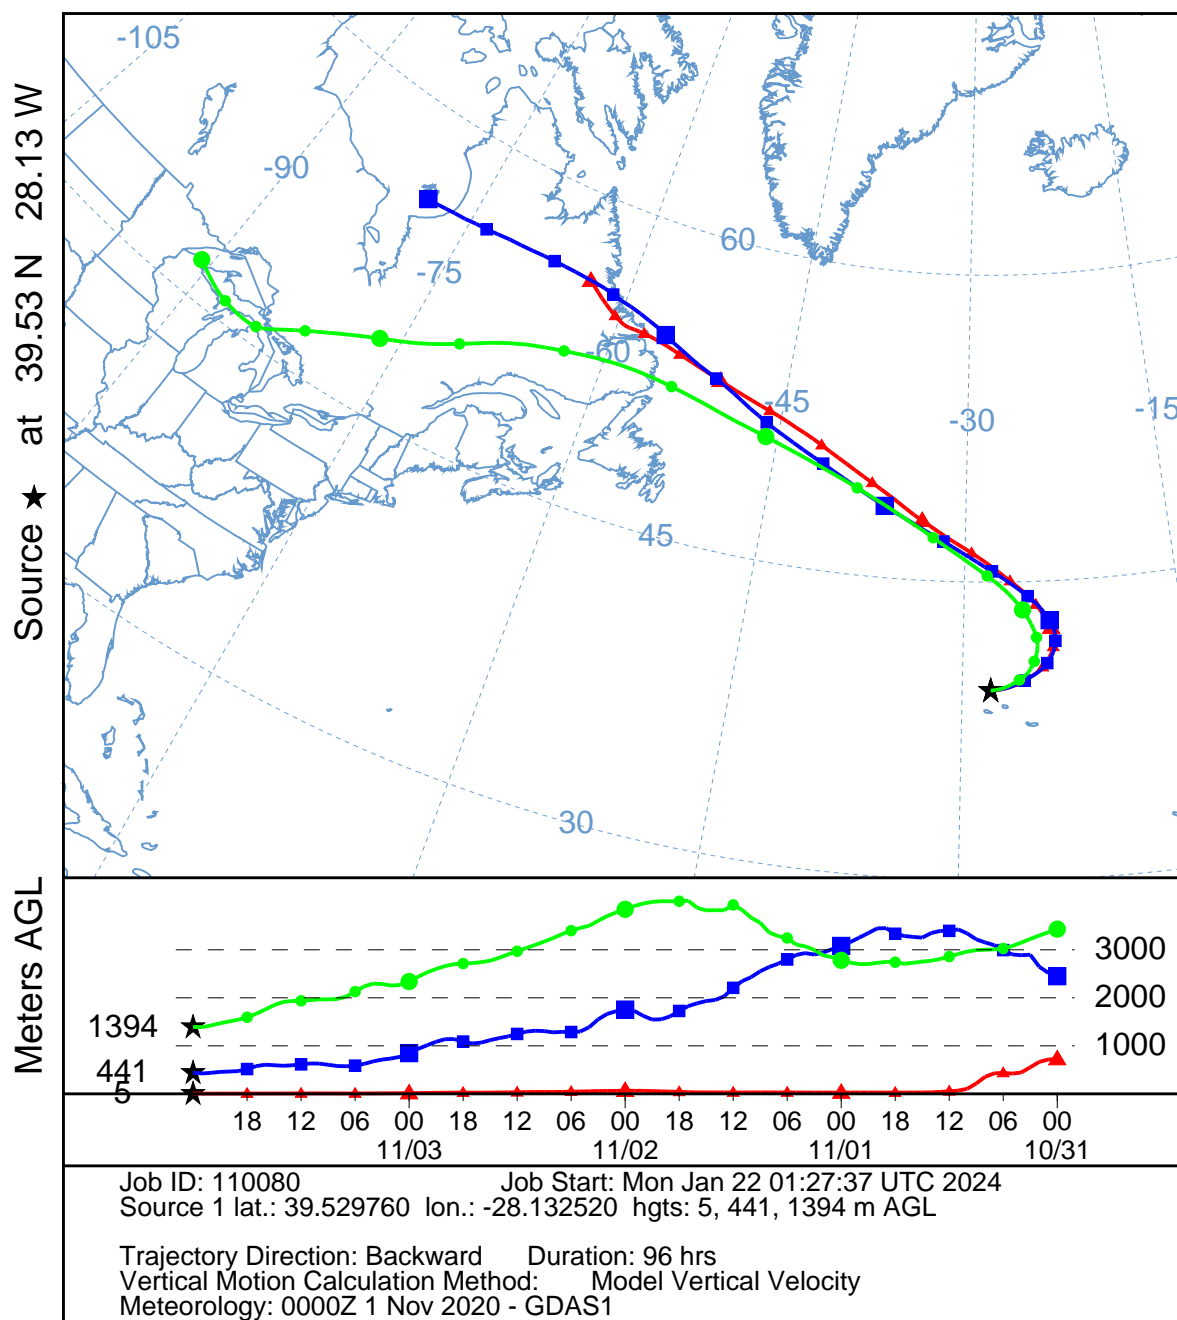 Source ★ at 39.53 N 28.13 W
-105
-90
-75
60
-60
-45
-30
-15
45
30
Meters AGL
1394
441
5
3000
2000
1000
18 12 06 00 18 12 06 00 18 12 06 00 18 12 06 00
11/03 11/02 11/01 10/31
Job ID: 110080 Job Start: Mon Jan 22 01:27:37 UTC 2024
Source 1 lat.: 39.529760 lon.: -28.132520 hgts: 5, 441, 1394 m AGL
Trajectory Direction: Backward Duration: 96 hrs
Vertical Motion Calculation Method: Model Vertical Velocity
Meteorology: 0000Z 1 Nov 2020 - GDAS1